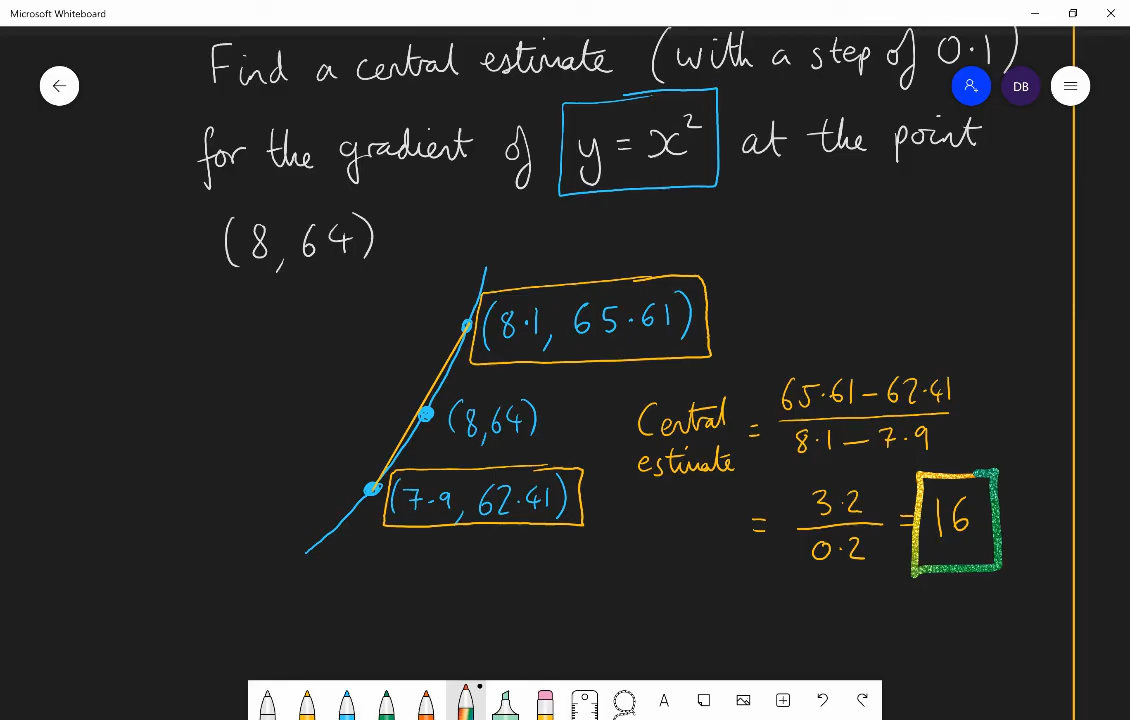 Microsoft Whiteboard
Find a central estimate (with a step of 0·1)
DB
for the gradient of y = x² at the point
(8, 64)
(8·1, 65·61)
(8,64)
(7·9, 62·41)
Central estimate = 65·61 − 62·41 / 8·1 − 7·9
= 3·2 / 0·2 = 16
A